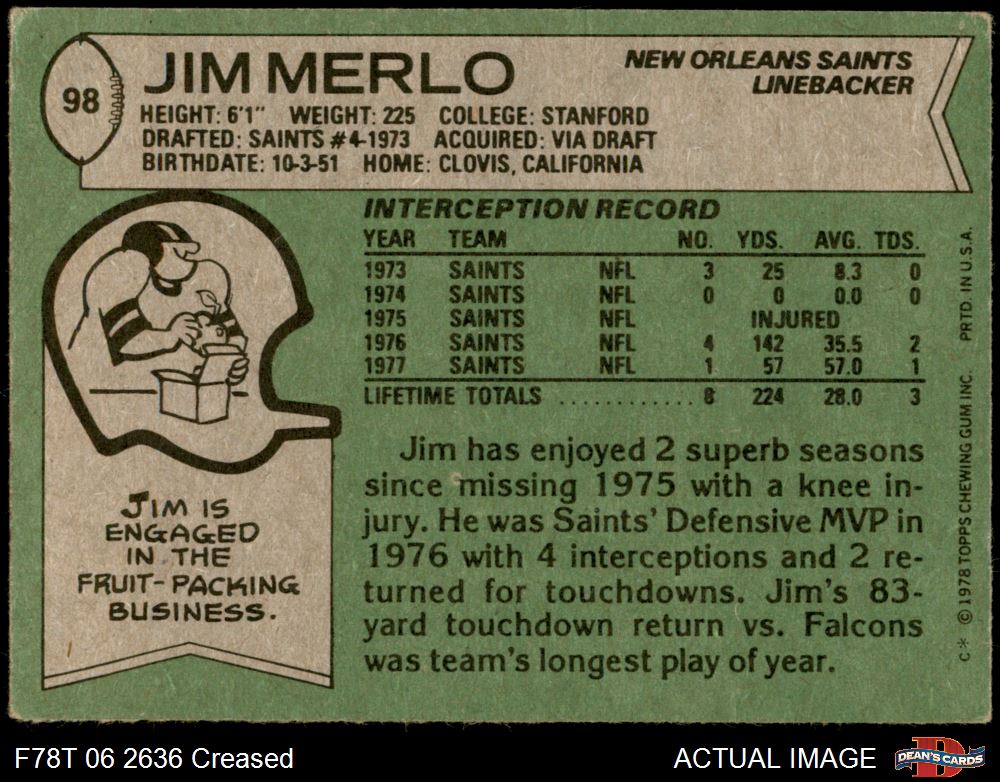 98
JIM MERLO
NEW ORLEANS SAINTS
LINEBACKER
HEIGHT: 6'1" WEIGHT: 225 COLLEGE: STANFORD
DRAFTED: SAINTS #4-1973 ACQUIRED: VIA DRAFT
BIRTHDATE: 10-3-51 HOME: CLOVIS, CALIFORNIA
INTERCEPTION RECORD
YEAR TEAM NO. YDS. AVG. TDS.
1973 SAINTS NFL 3 25 8.3 0
1974 SAINTS NFL 0 0 0.0 0
1975 SAINTS NFL INJURED
1976 SAINTS NFL 4 142 35.5 2
1977 SAINTS NFL 1 57 57.0 1
LIFETIME TOTALS ............ 8 224 28.0 3
Jim has enjoyed 2 superb seasons
since missing 1975 with a knee in-
jury. He was Saints' Defensive MVP in
1976 with 4 interceptions and 2 re-
turned for touchdowns. Jim's 83-
yard touchdown return vs. Falcons
was team's longest play of year.
JIM IS
ENGAGED
IN THE
FRUIT-PACKING
BUSINESS.
C* ©1978 TOPPS CHEWING GUM INC. PRTD. IN U.S.A.
F78T 06 2636 Creased
ACTUAL IMAGE
D
DEAN'S CARDS